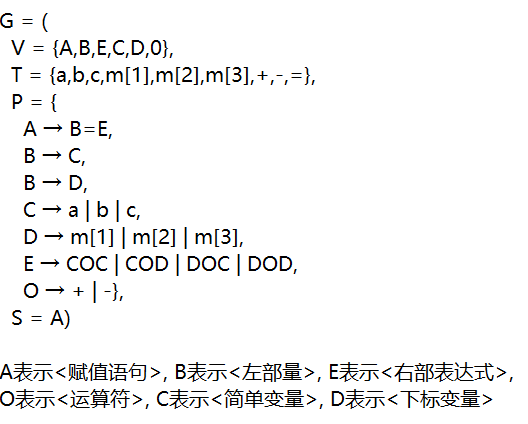 G = (
V = {A,B,E,C,D,0},
T = {a,b,c,m[1],m[2],m[3],+,-,=},
P = {
A → B=E,
B → C,
B → D,
C → a | b | c,
D → m[1] | m[2] | m[3],
E → COC | COD | DOC | DOD,
O → + | -},
S = A)
A表示<赋值语句>, B表示<左部量>, E表示<右部表达式>,
O表示<运算符>, C表示<简单变量>, D表示<下标变量>